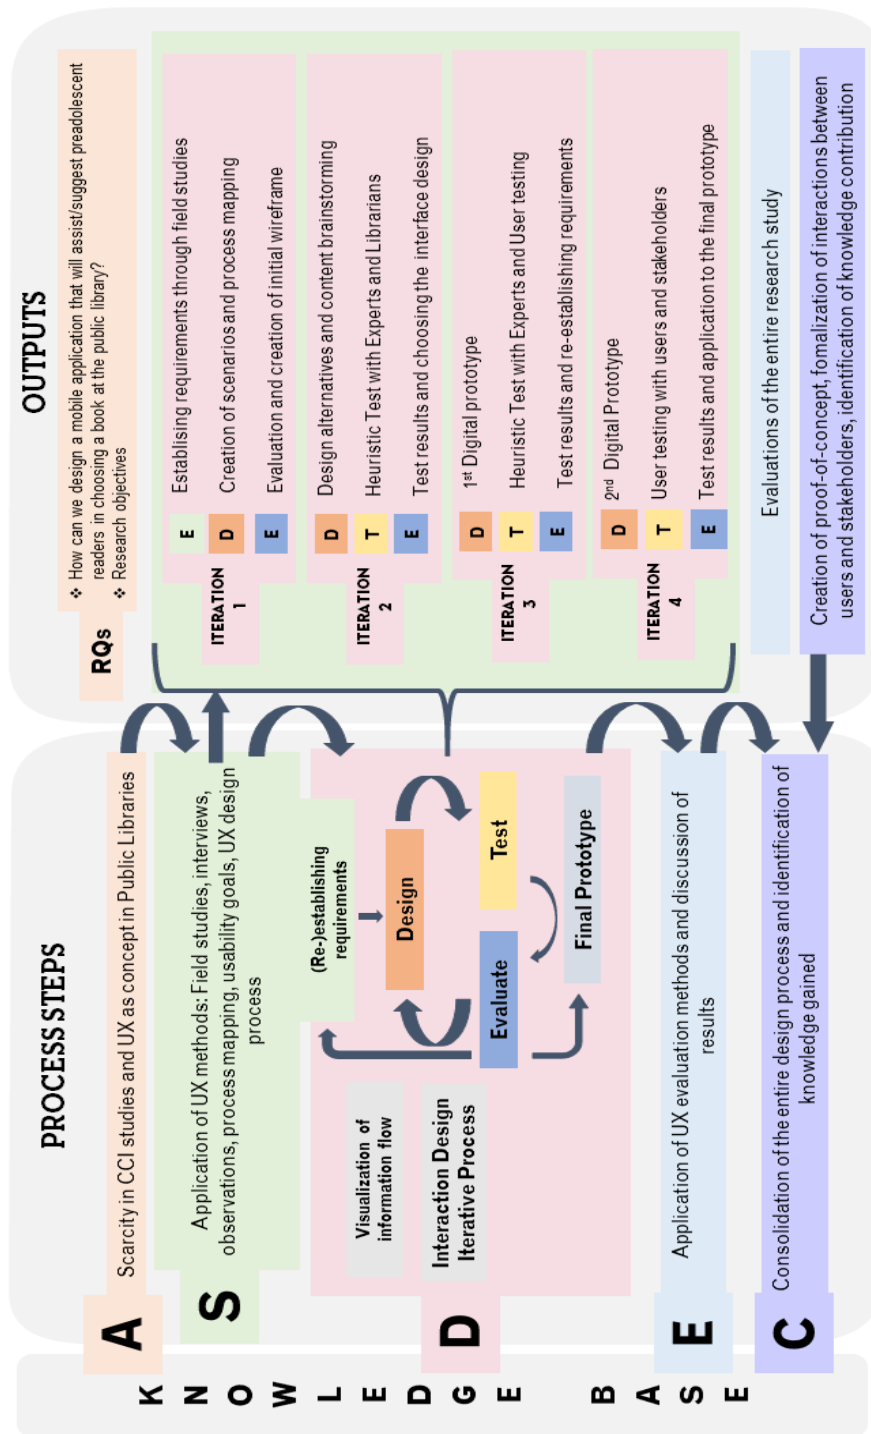 KNOWLEDGE BASE
PROCESS STEPS
A
Scarcity in CCI studies and UX as concept in Public Libraries
S
Application of UX methods: Field studies, interviews,
observations, process mapping, usability goals, UX design
process
D
Visualization of
information flow
Interaction Design
Iterative Process
(Re-)establishing
requirements
Design
Test
Evaluate
Final Prototype
E
Application of UX evaluation methods and discussion of
results
C
Consolidation of the entire design process and identification of
knowledge gained
OUTPUTS
RQs
❖ How can we design a mobile application that will assist/suggest preadolescent
readers in choosing a book at the public library?
❖ Research objectives
ITERATION
1
E Establising requirements through field studies
D Creation of scenarios and process mapping
E Evaluation and creation of initial wireframe
ITERATION
2
D Design alternatives and content brainstorming
T Heuristic Test with Experts and Librarians
E Test results and choosing the interface design
ITERATION
3
D 1st Digital prototype
T Heuristic Test with Experts and User testing
E Test results and re-establishing requirements
ITERATION
4
D 2nd Digital Prototype
T User testing with users and stakeholders
E Test results and application to the final prototype
Evaluations of the entire research study
Creation of proof-of-concept, fomalization of interactions between
users and stakeholders, identification of knowledge contribution